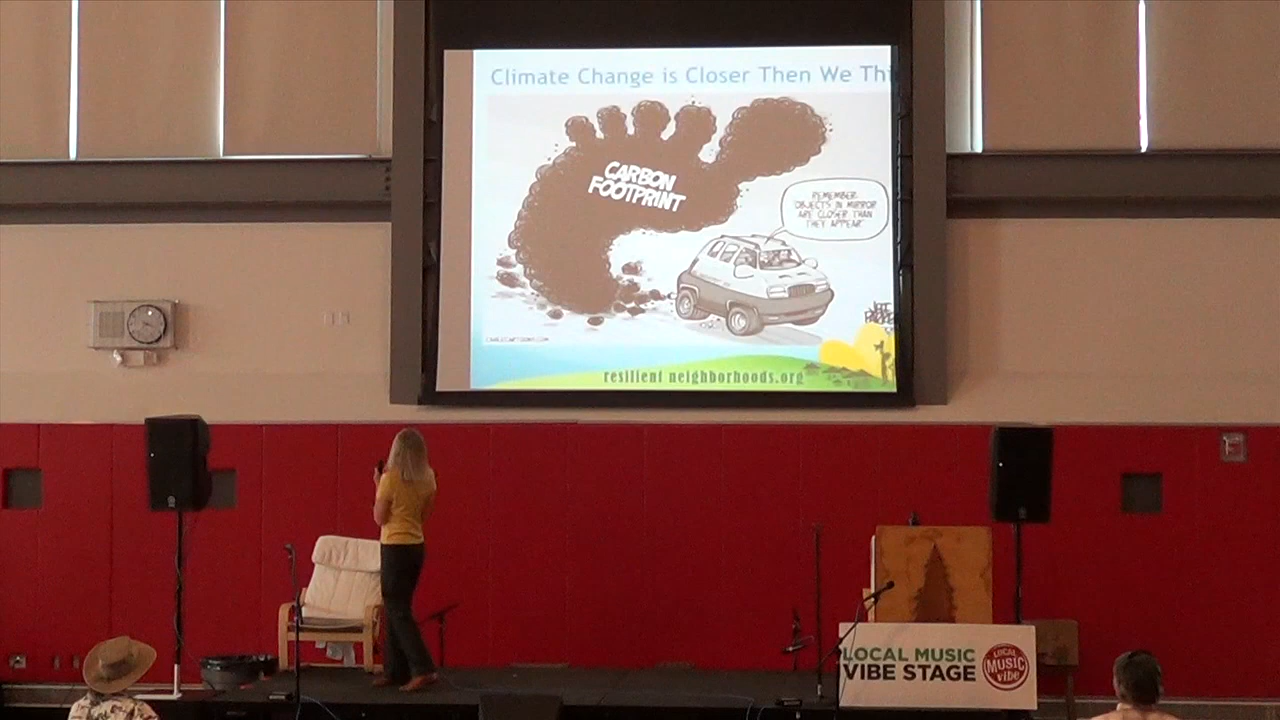 Climate Change is Closer Then We Thi
CARBON
FOOTPRINT
REMEMBER
OBJECTS IN MIRROR
ARE CLOSER THAN
THEY APPEAR
resilient neighborhoods.org
LOCAL MUSIC
VIBE STAGE
LOCAL
MUSIC
vibe